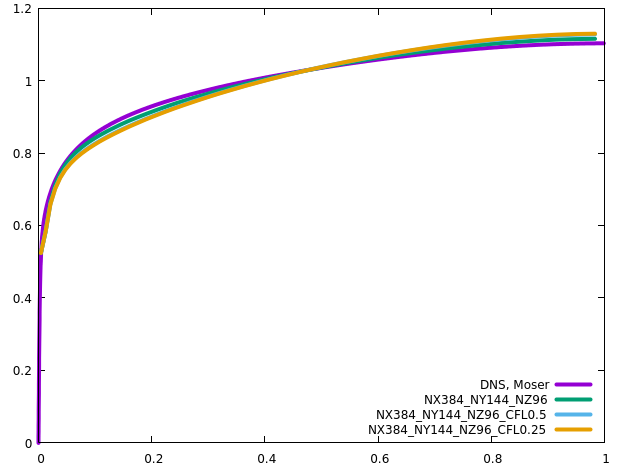 1.2
1
0.8
0.6
0.4
0.2
0
DNS, Moser
NX384_NY144_NZ96
NX384_NY144_NZ96_CFL0.5
NX384_NY144_NZ96_CFL0.25
0 0.2 0.4 0.6 0.8 1